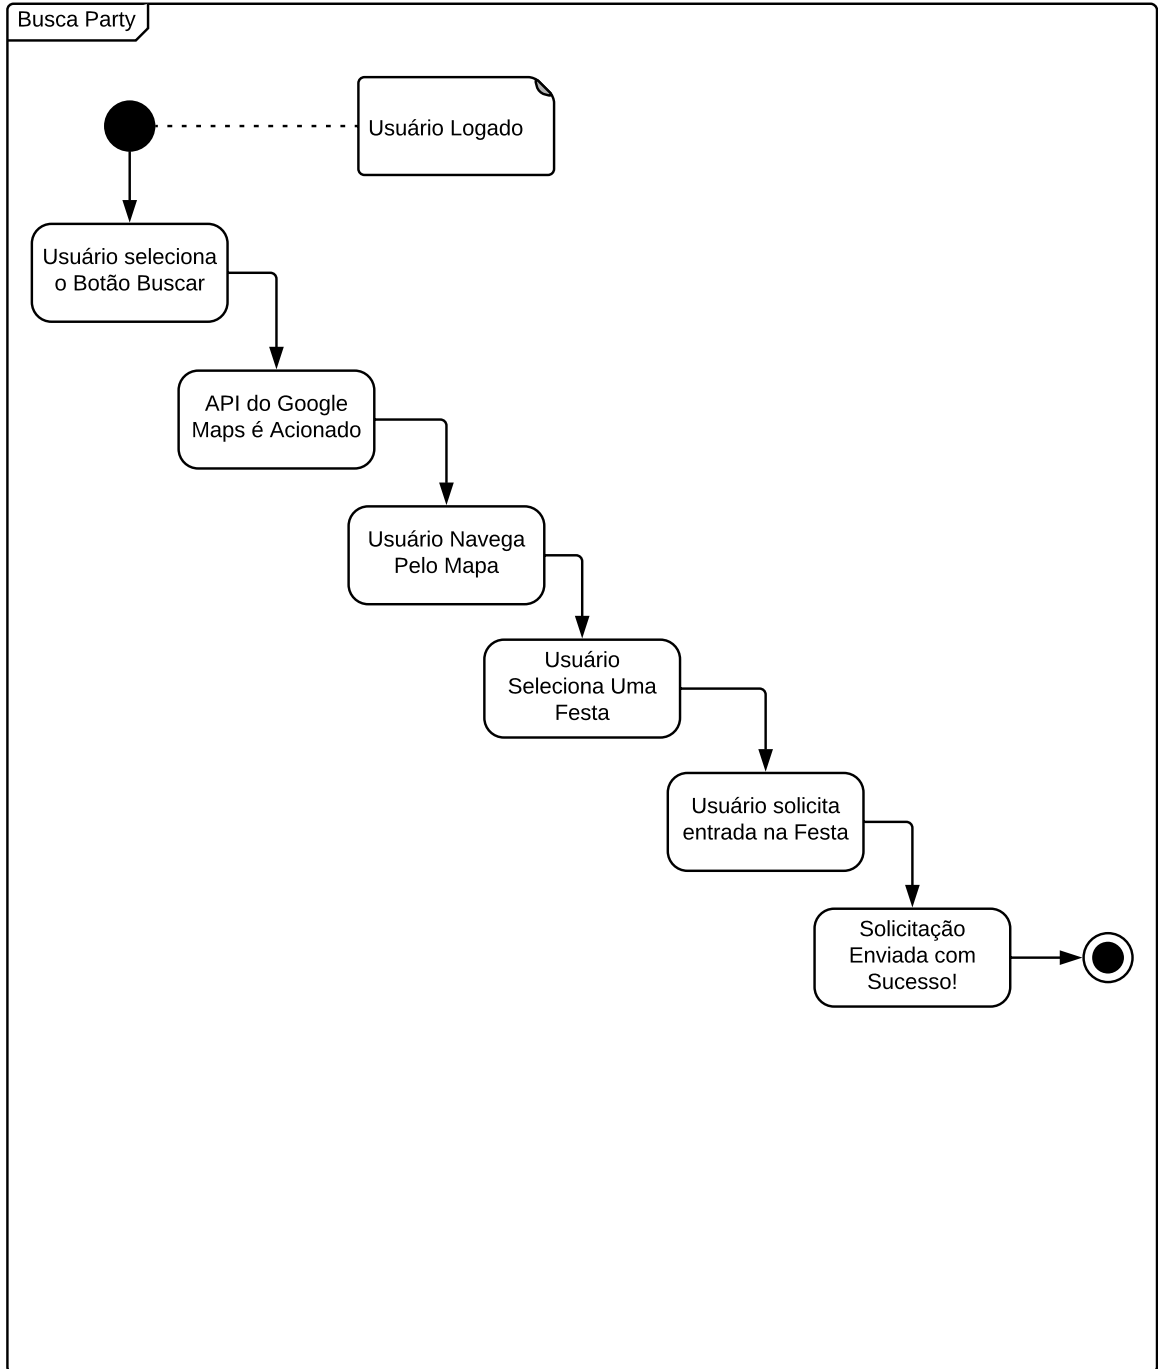 Busca Party
Usuário Logado
Usuário seleciona
o Botão Buscar
API do Google
Maps é Acionado
Usuário Navega
Pelo Mapa
Usuário
Seleciona Uma
Festa
Usuário solicita
entrada na Festa
Solicitação
Enviada com
Sucesso!